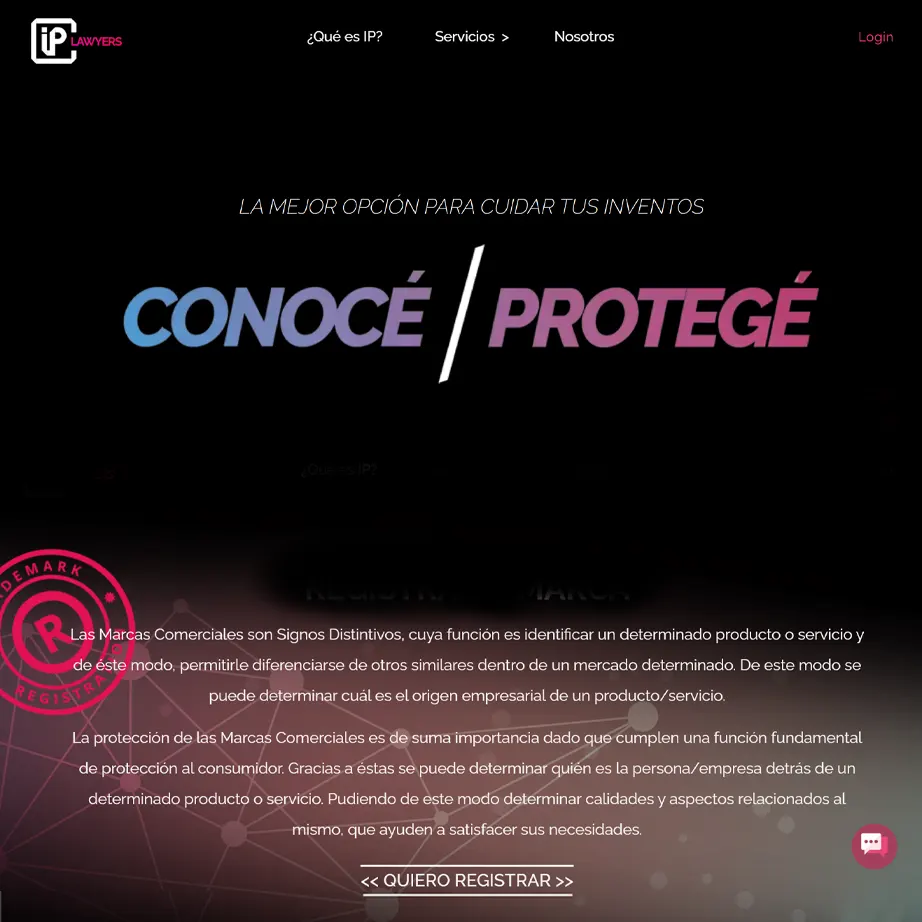 iP LAWYERS
¿Qué es IP?
Servicios >
Nosotros
Login
LA MEJOR OPCIÓN PARA CUIDAR TUS INVENTOS
CONOCÉ / PROTEGÉ
¿Qué es IP?
DEMARK
R
REGISTRATION
Las Marcas Comerciales son Signos Distintivos, cuya función es identificar un determinado producto o servicio y
de éste modo, permitirle diferenciarse de otros similares dentro de un mercado determinado. De este modo se
puede determinar cuál es el origen empresarial de un producto/servicio.
La protección de las Marcas Comerciales es de suma importancia dado que cumplen una función fundamental
de protección al consumidor. Gracias a éstas se puede determinar quién es la persona/empresa detrás de un
determinado producto o servicio. Pudiendo de este modo determinar calidades y aspectos relacionados al
mismo, que ayuden a satisfacer sus necesidades.
<< QUIERO REGISTRAR >>